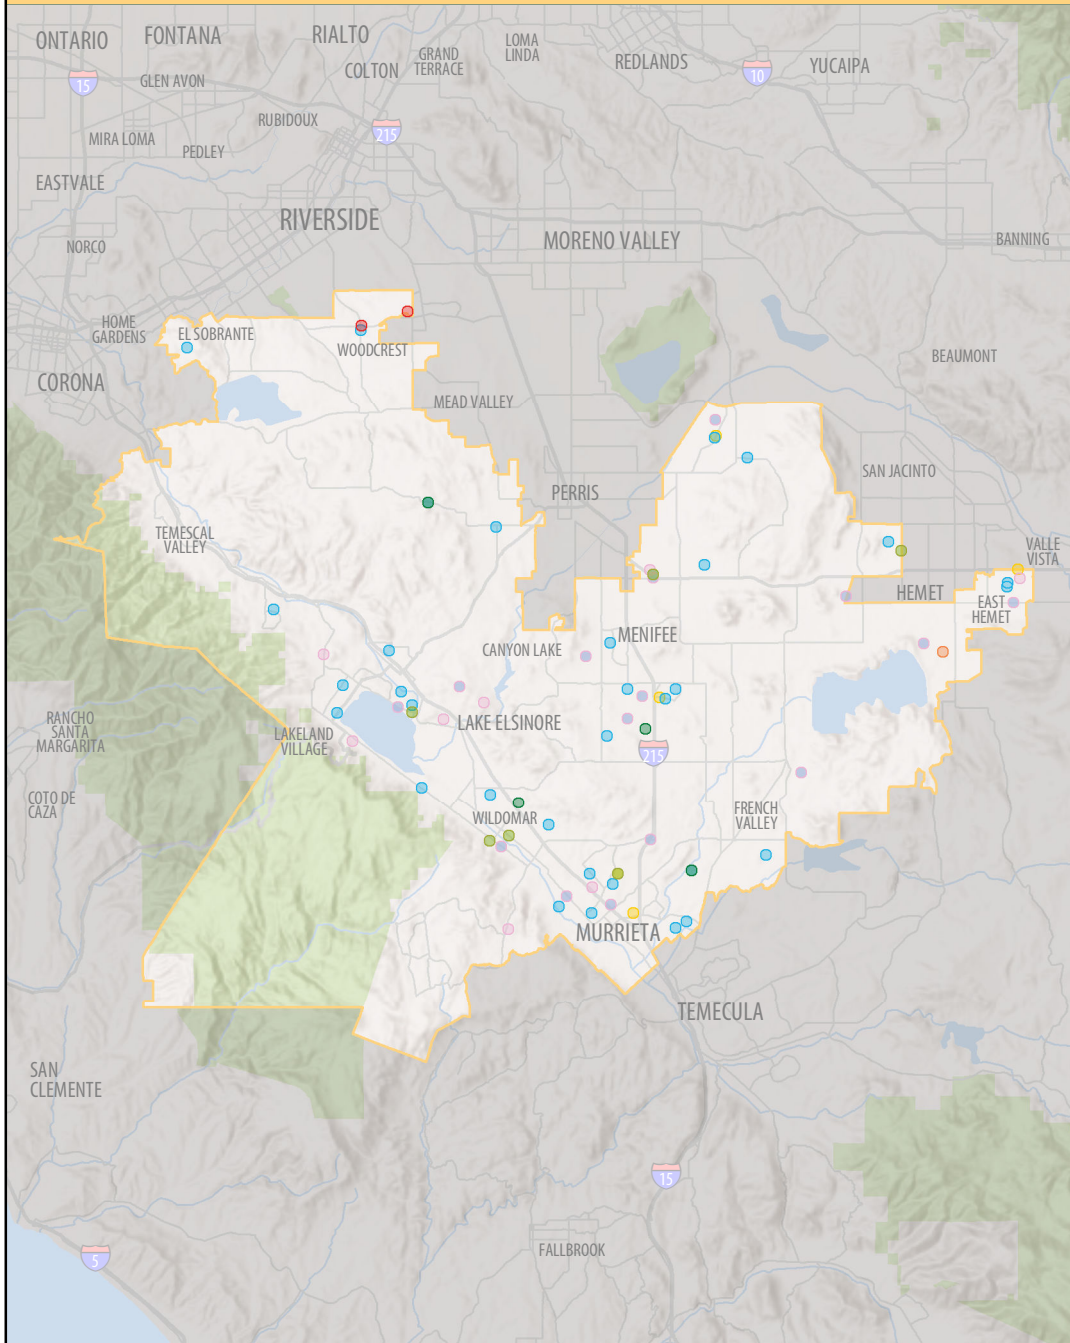 ONTARIO
FONTANA
RIALTO
LOMA
LINDA
GRAND
TERRACE
COLTON
REDLANDS
YUCAIPA
15
10
GLEN AVON
RUBIDOUX
215
MIRA LOMA
PEDLEY
EASTVALE
RIVERSIDE
NORCO
MORENO VALLEY
BANNING
HOME
GARDENS
EL SOBRANTE
WOODCREST
BEAUMONT
CORONA
MEAD VALLEY
SAN JACINTO
PERRIS
TEMESCAL
VALLEY
VALLE
VISTA
HEMET
EAST
HEMET
MENIFEE
CANYON LAKE
RANCHO
SANTA
MARGARITA
LAKE ELSINORE
LAKELAND
VILLAGE
215
COTO DE
CAZA
FRENCH
VALLEY
WILDOMAR
MURRIETA
TEMECULA
SAN
CLEMENTE
15
FALLBROOK
5